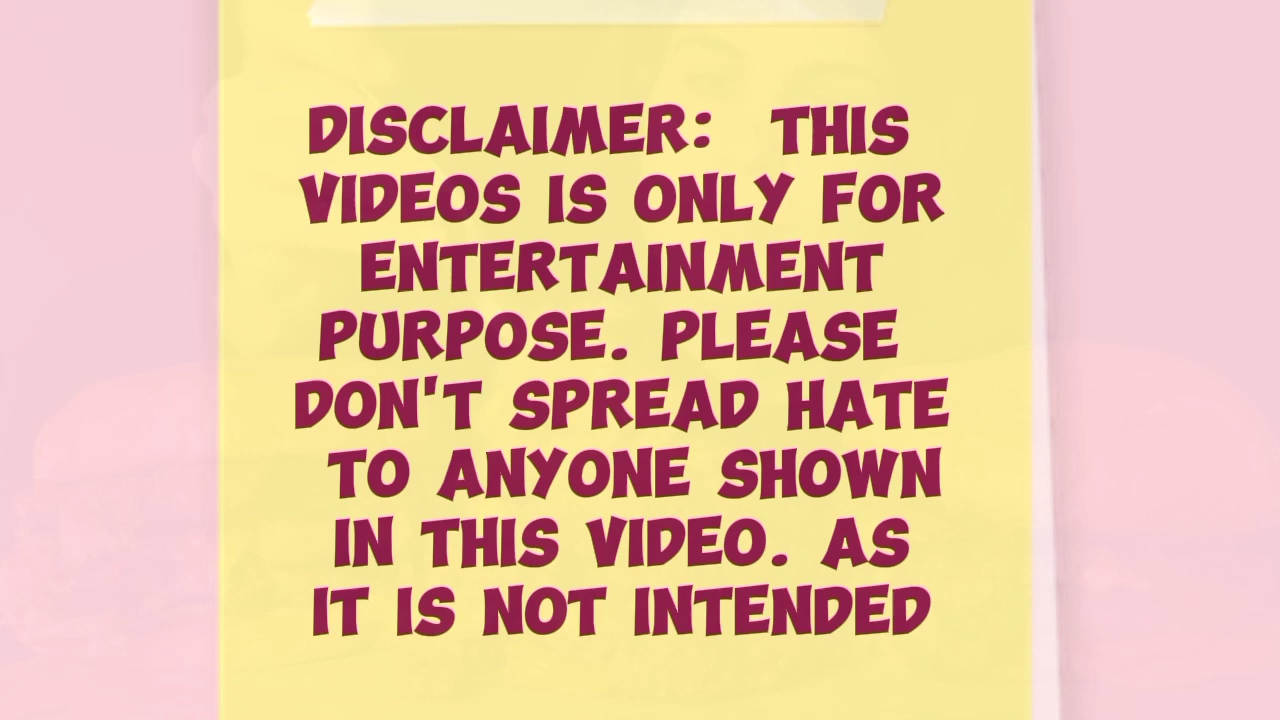 DISCLAIMER: THIS
VIDEOS IS ONLY FOR
ENTERTAINMENT
PURPOSE. PLEASE
DON'T SPREAD HATE
TO ANYONE SHOWN
IN THIS VIDEO. AS
IT IS NOT INTENDED